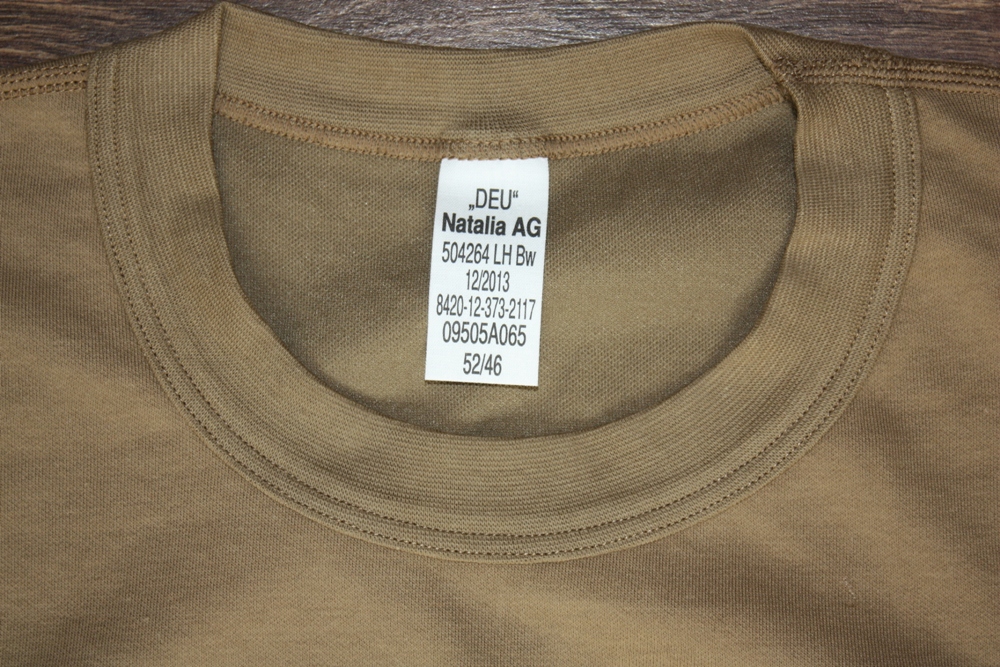 „DEU“
Natalia AG
504264 LH Bw
12/2013
8420-12-373-2117
09505A065
52/46